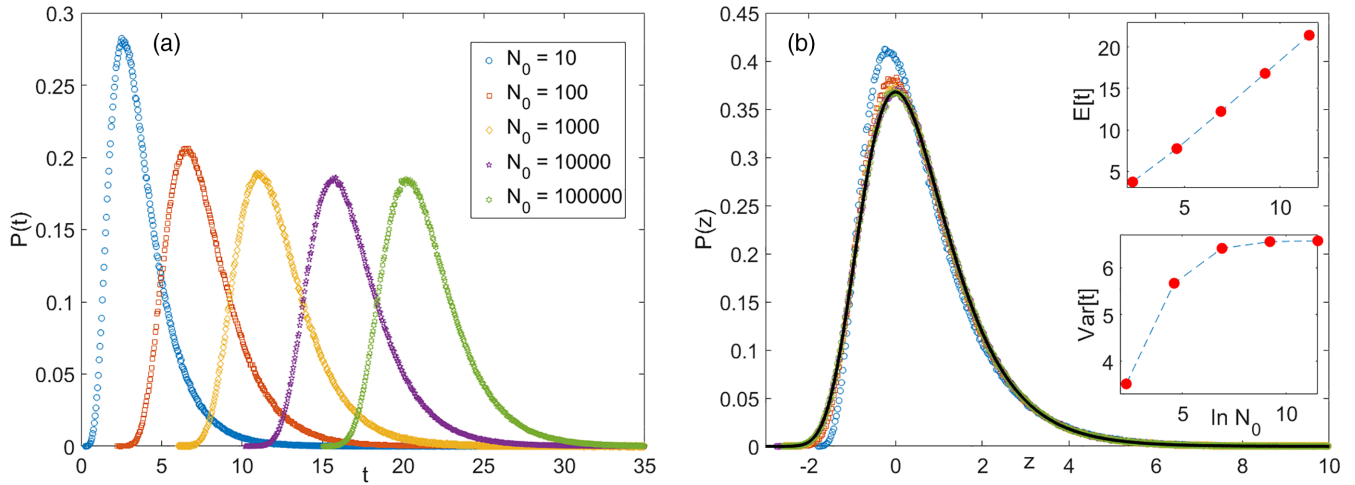 (a)
0.3
0.25
0.2
0.15
0.1
0.05
0
P(t)
0 5 10 15 20 25 30 35
t
N0 = 10
N0 = 100
N0 = 1000
N0 = 10000
N0 = 100000
(b)
0.45
0.4
0.35
0.3
0.25
0.2
0.15
0.1
0.05
0
P(z)
-2 0 2 4 6 8 10
z
20
15
10
5
E[t]
5 10
6
5
4
Var[t]
5 10
ln N0